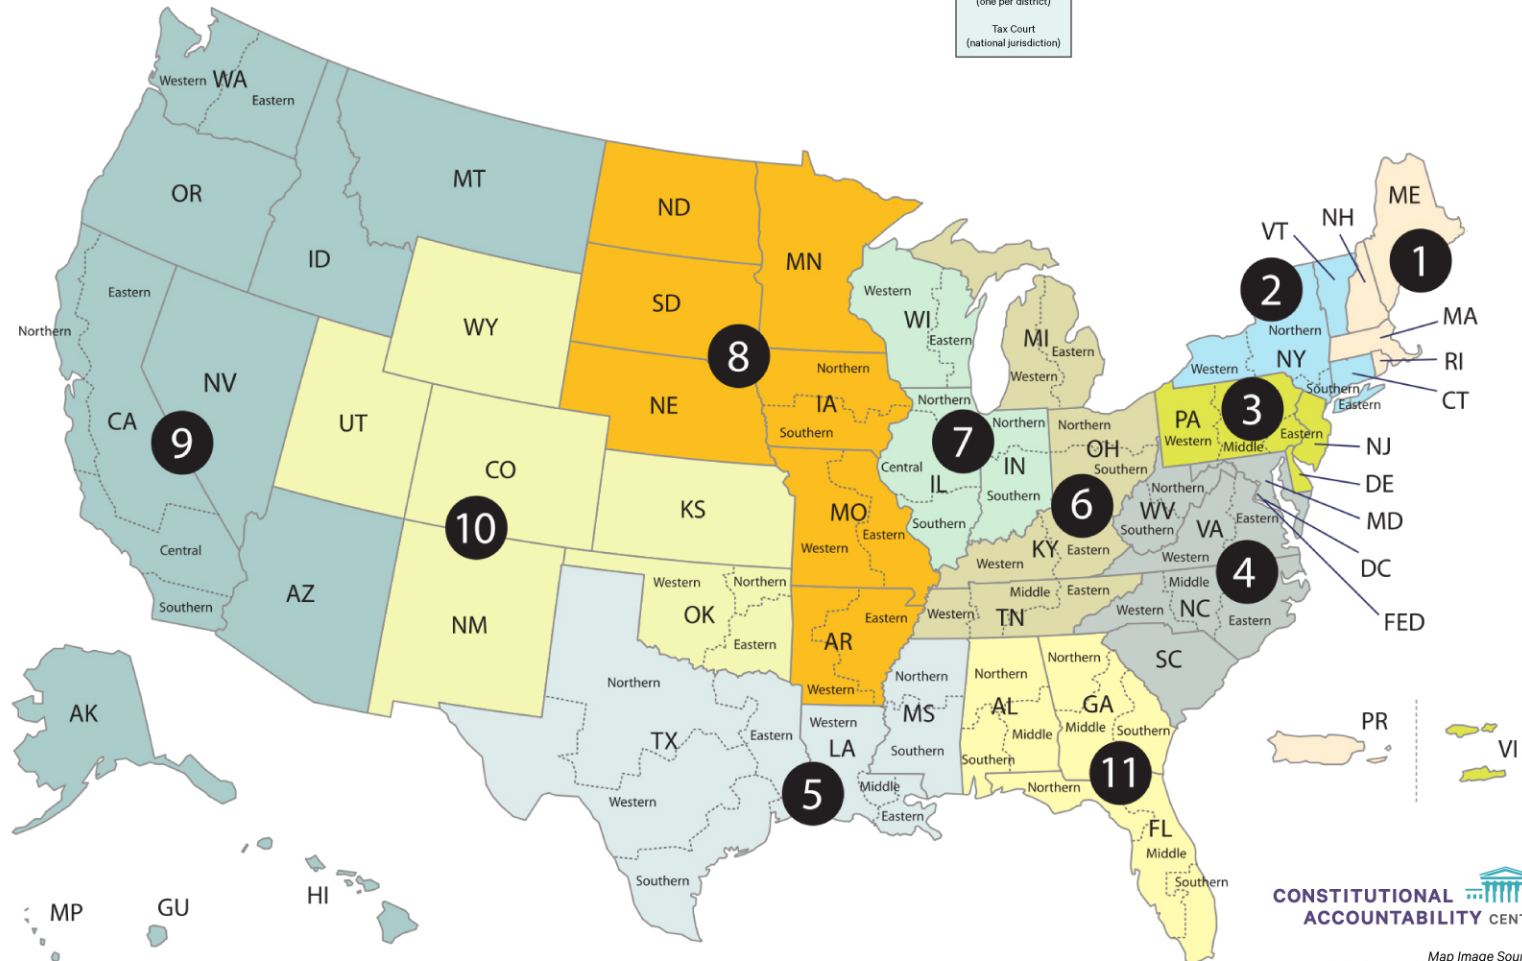 (one per district)
Tax Court
(national jurisdiction)
Western
WA
Eastern
OR
MT
ID
ND
MN
SD
WY
NE
8
Northern
IA
Southern
Eastern
Northern
NV
CA
9
Central
Southern
UT
CO
10
KS
AZ
NM
Western
Northern
OK
Eastern
MO
Eastern
Western
Eastern
AR
Western
Western
WI
Eastern
MI
Eastern
Western
Northern
7
Northern
IN
Central
IL
Southern
Southern
Northern
OH
Southern
6
KY
Eastern
Western
Middle
Eastern
Western
TN
ME
NH
VT
1
2
MA
Northern
NY
Western
RI
Southern
CT
Eastern
3
PA
Western
Middle
Eastern
NJ
DE
MD
DC
FED
Northern
WV
Southern
VA
Eastern
Western
4
Middle
Western
NC
Eastern
SC
Northern
TX
Eastern
Western
Southern
Western
LA
5
Middle
Eastern
Northern
MS
Southern
Northern
AL
Middle
Southern
Northern
GA
Middle
Southern
11
Northern
FL
Middle
Southern
PR
VI
AK
HI
MP
GU
CONSTITUTIONAL
ACCOUNTABILITY CENT
Map Image Sour